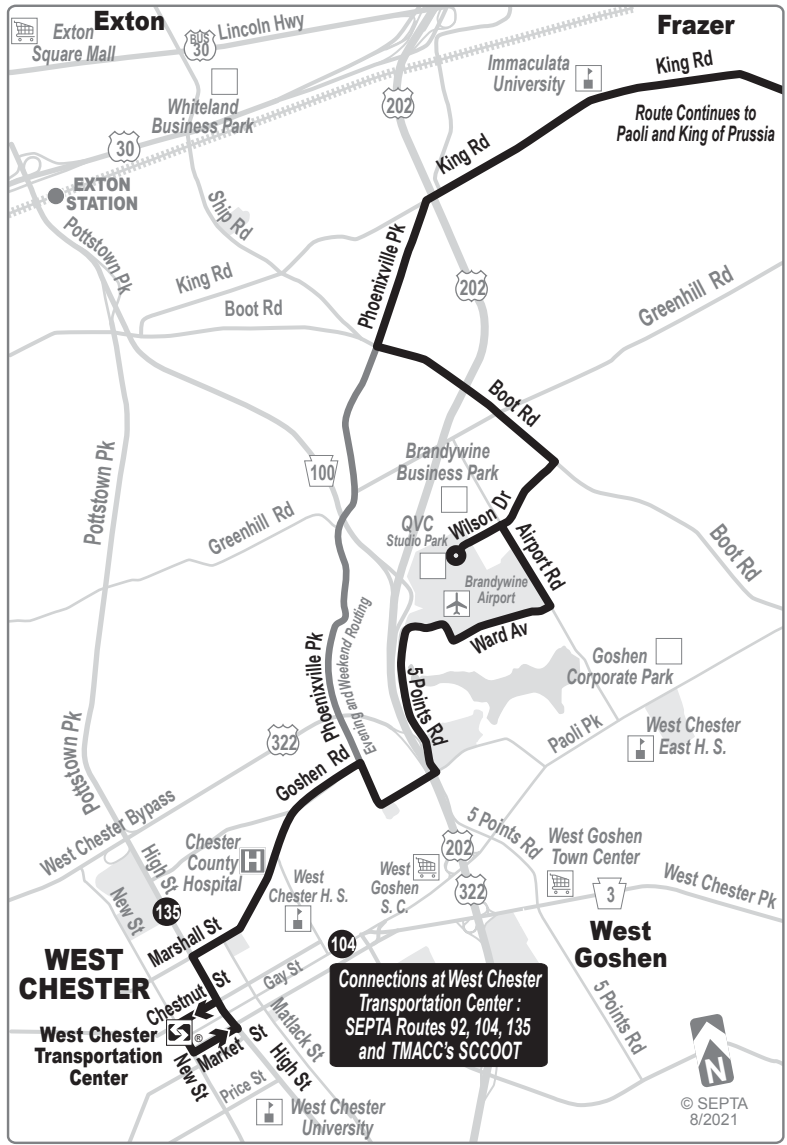 Exton
Lincoln Hwy
BUS
30
Exton
Square Mall
Frazer
King Rd
Immaculata
University
202
Route Continues to
Paoli and King of Prussia
Whiteland
Business Park
30
King Rd
EXTON
STATION
Ship Rd
Pottstown Pk
Phoenixville Pk
King Rd
202
Greenhill Rd
Boot Rd
Boot Rd
Pottstown Pk
100
Brandywine
Business Park
Wilson Dr
QVC
Studio Park
Greenhill Rd
Airport Rd
Boot Rd
Brandywine
Airport
Ward Av
Phoenixville Pk
Evening and Weekend Routing
5 Points Rd
Goshen
Corporate Park
Paoli Pk
West Chester
East H. S.
322
Pottstown Pk
Goshen Rd
West Chester Bypass
High St
Chester
County
Hospital
H
West
Chester H. S.
West
Goshen
S. C.
202
322
5 Points Rd
West Goshen
Town Center
3
West Chester Pk
New St
135
Marshall St
104
West
Goshen
WEST
CHESTER
Gay St
Chestnut St
Connections at West Chester
Transportation Center :
SEPTA Routes 92, 104, 135
and TMACC's SCCOOT
5 Points Rd
Matlack St
®
West Chester
Transportation
Center
Market St
High St
New St
Price St
West Chester
University
N
© SEPTA
8/2021